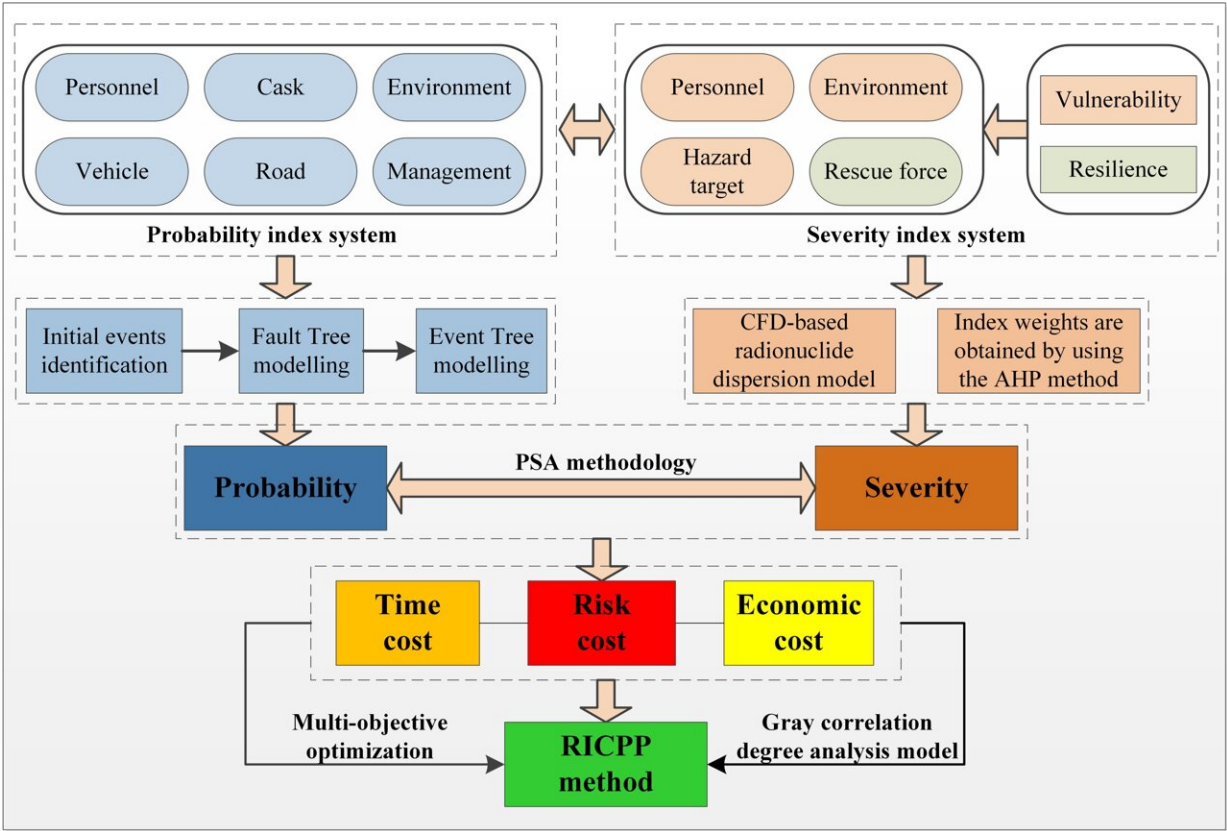 Personnel
Cask
Environment
Vehicle
Road
Management
Probability index system
Personnel
Environment
Hazard
target
Rescue force
Vulnerability
Resilience
Severity index system
Initial events
identification
Fault Tree
modelling
Event Tree
modelling
CFD-based
radionuclide
dispersion model
Index weights are
obtained by using
the AHP method
Probability
PSA methodology
Severity
Time
cost
Risk
cost
Economic
cost
Multi-objective
optimization
RICPP
method
Gray correlation
degree analysis model